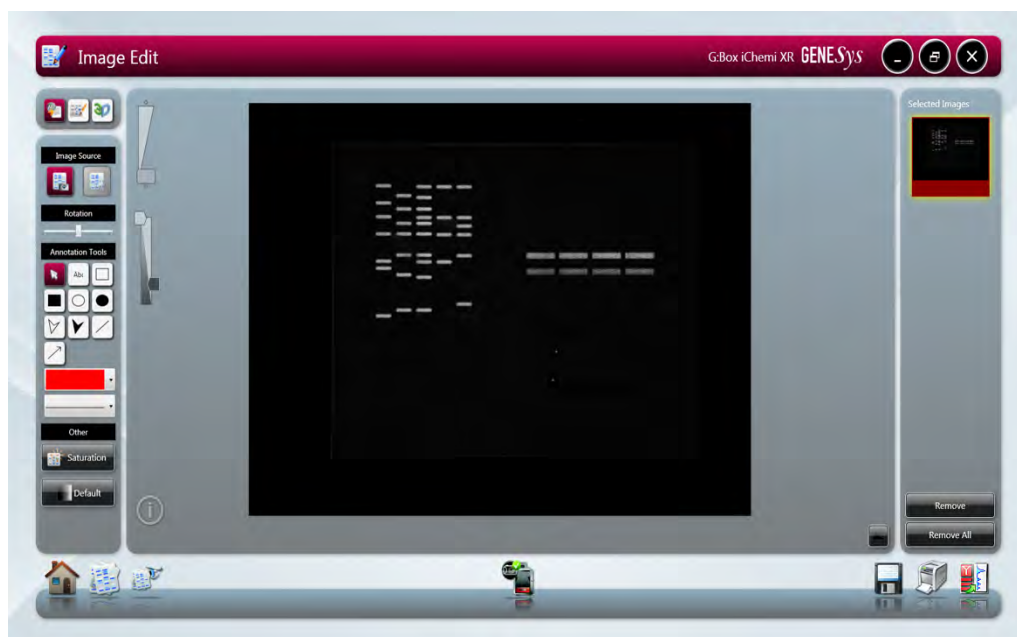 Image Edit
G:Box iChemi XR GENESys
Selected Images
Image Source
Rotation
Annotation Tools
Abc
Other
Saturation
Default
Remove
Remove All